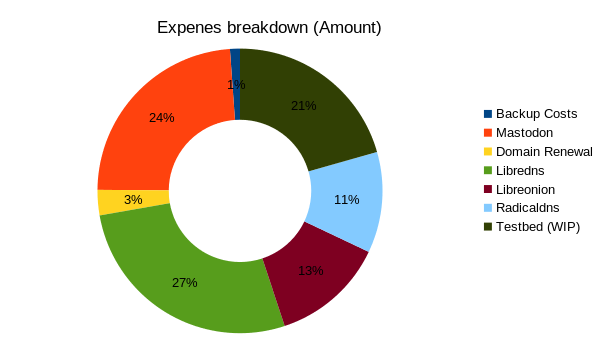 Expenes breakdown (Amount)
1%
21%
24%
11%
3%
13%
27%
Backup Costs
Mastodon
Domain Renewal
Libredns
Libreonion
Radicaldns
Testbed (WIP)